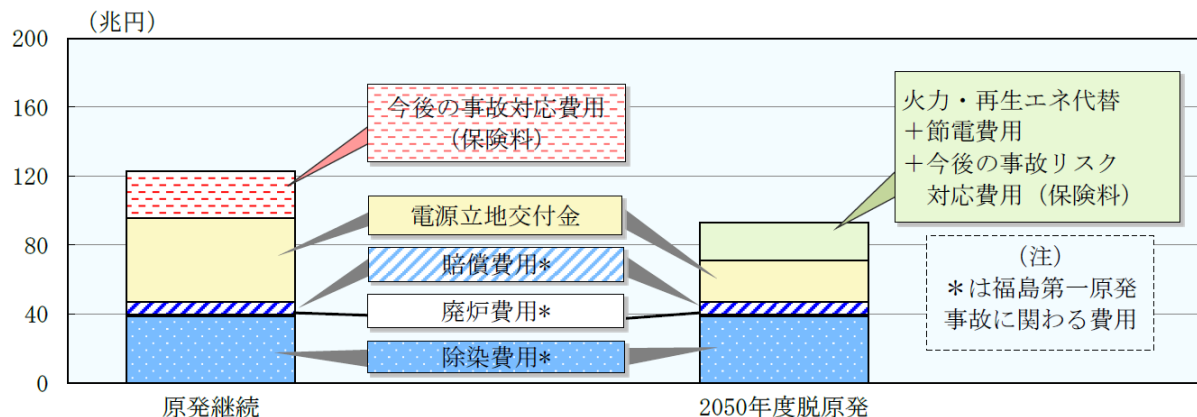 （兆円）
200
160
120
80
40
0
今後の事故対応費用
（保険料）
電源立地交付金
賠償費用*
廃炉費用*
除染費用*
火力・再生エネ代替
＋節電費用
＋今後の事故リスク
対応費用（保険料）
（注）
＊は福島第一原発
事故に関わる費用
原発継続
2050年度脱原発